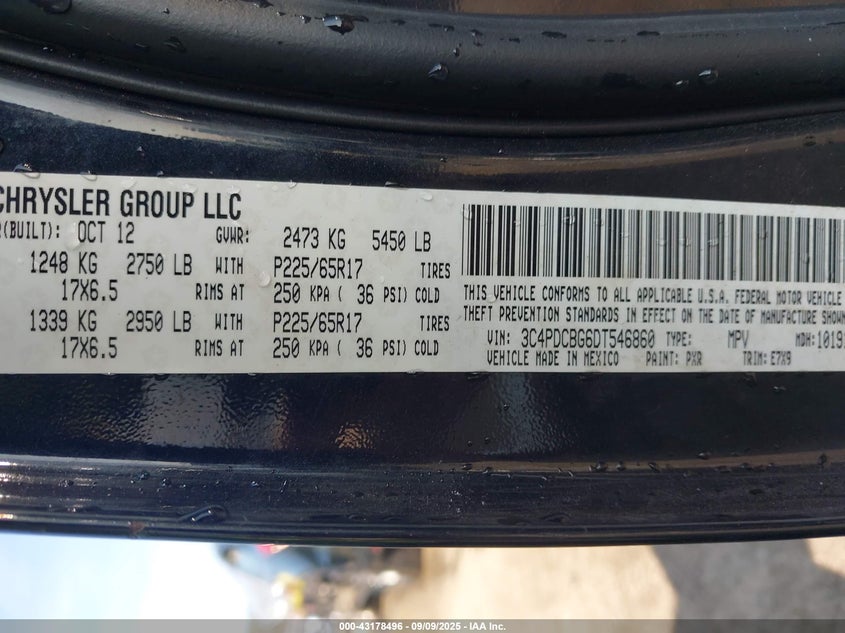 CHRYSLER GROUP LLC
R(BUILT): OCT 12 GVWR: 2473 KG 5450 LB
1248 KG 2750 LB WITH P225/65R17 TIRES
17X6.5 RIMS AT 250 KPA ( 36 PSI) COLD
1339 KG 2950 LB WITH P225/65R17 TIRES
17X6.5 RIMS AT 250 KPA ( 36 PSI) COLD
THIS VEHICLE CONFORMS TO ALL APPLICABLE U.S.A. FEDERAL MOTOR VEHICLE
THEFT PREVENTION STANDARDS IN EFFECT ON THE DATE OF MANUFACTURE SHOWN
VIN: 3C4PDCBG6DT546860 TYPE: MPV MDH:10191
VEHICLE MADE IN MEXICO PAINT: PXR TRIM: E7X9
000-43178496 - 09/09/2025 - IAA Inc.